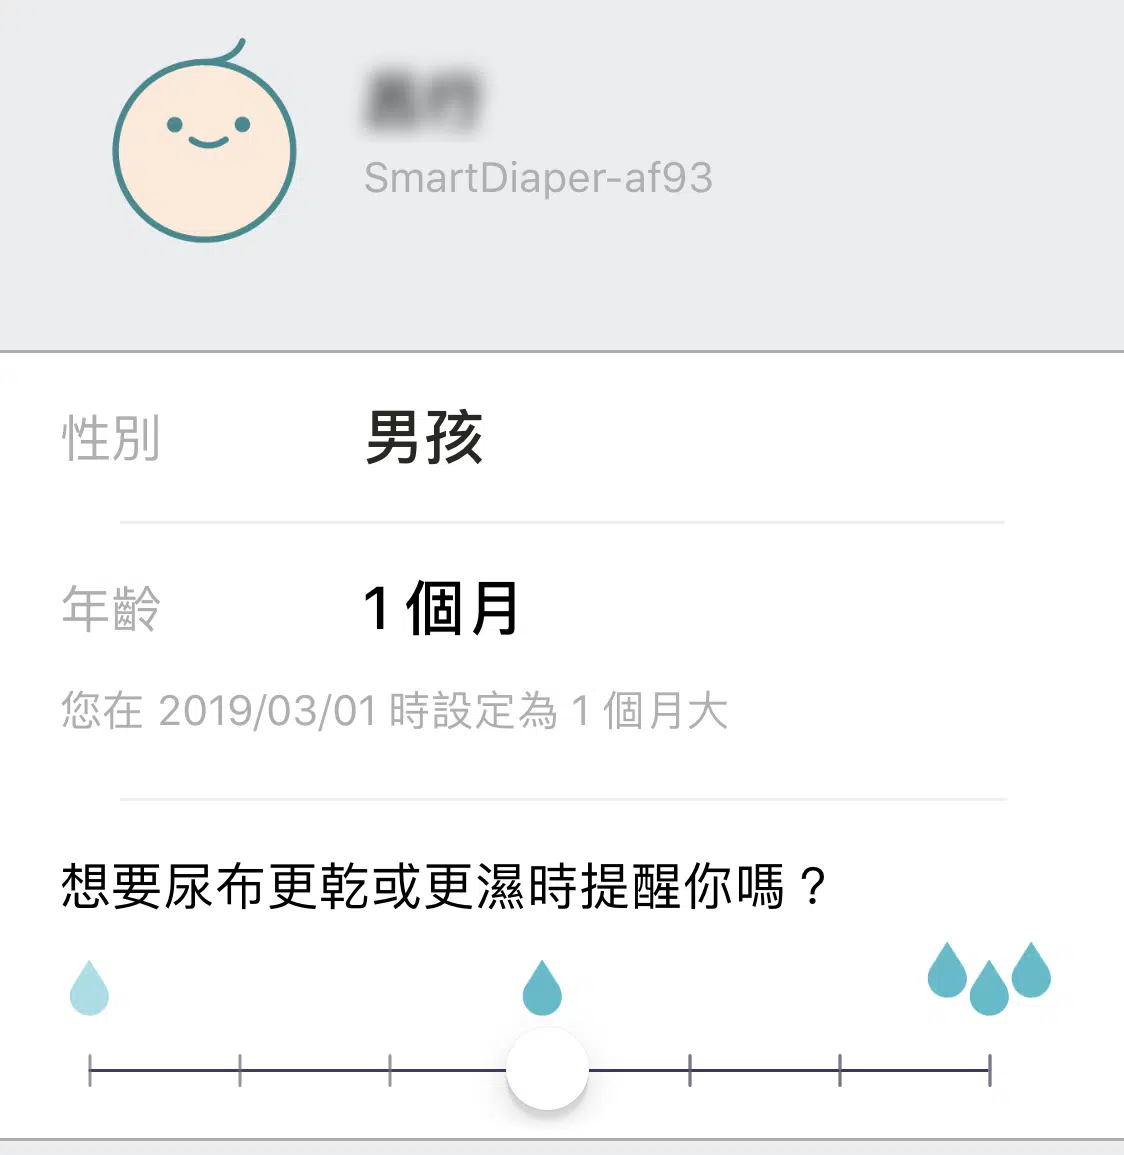 SmartDiaper-af93
性別 男孩
年齡 1 個月
您在 2019/03/01 時設定為 1 個月大
想要尿布更乾或更濕時提醒你嗎？